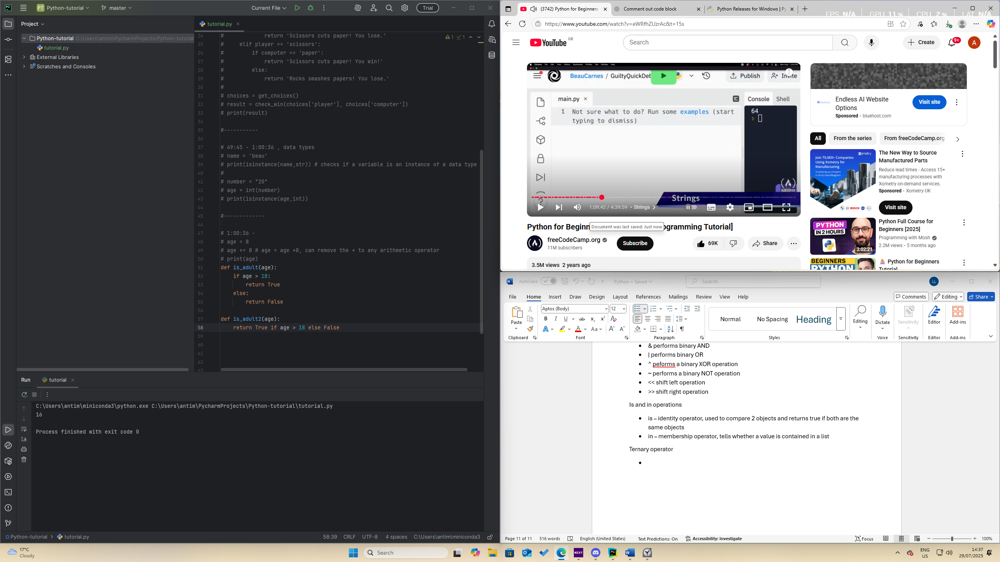 Python-tutorial
master
Current File
Trial
Project
Python-tutorial C:\Users\antim\PycharmProjects\Python-tutorial
tutorial.py
External Libraries
Scratches and Consoles
tutorial.py
1 1
24 # return 'Scissors cuts paper! You lose.'
25 # elif player == 'scissors':
26 # if computer == 'paper':
27 # return 'Scissors cuts paper! You win!'
28 # else:
29 # return 'Rocks smashes papers! You lose.'
30 #
31 # choices = get_choices()
32 # result = check_win(choices['player'], choices['computer'])
33 # print(result)
34
35 #-----------
36
37 # 49:45 - 1:00:36 , data types
38 # name = 'beau'
39 # print(isinstance(name,str)) # checks if a variable is an instance of a data type
40 #
41 # number = "20"
42 # age = int(number)
43 # print(isinstance(age,int))
44
45 #-------------
46
47 # 1:00:36 -
48 # age = 8
49 # age += 8 # age = age +8, can remove the + to any arithmetic operator
50 # print(age)
51 def is_adult(age):
52 if age > 18:
53 return True
54 else:
55 return False
56
57 def is_adult2(age):
58 return True if age > 18 else False
59
60
61
62
63
Run tutorial
C:\Users\antim\miniconda3\python.exe C:\Users\antim\PycharmProjects\Python-tutorial\tutorial.py
16
Process finished with exit code 0
Python-tutorial > tutorial.py
58:39 CRLF UTF-8 4 spaces C:\Users\antim\miniconda3
(3742) Python for Beginners
Comment out code block
Python Releases for Windows | Py
FPS N/A GPU 11 % CPU 2 % LAT N/A
https://www.youtube.com/watch?v=eWRfhZUzrAc&t=15s
YouTube GB
Search
Create
9+
A
BeauCarnes / GuiltyQuickDeb
Publish
Invite
main.py
Console Shell
1 Not sure what to do? Run some examples (start
typing to dismiss)
64
SUBSCRIBE
Strings
1:09:42 / 4:39:59 • Strings
Document was last saved: Just now
Python for Beginn
ogramming Tutorial]
freeCodeCamp.org
11M subscribers
Subscribe
69K
Share
3.5M views 2 years ago
bluehost
Endless AI Website
Options
Sponsored · bluehost.com
Visit site
All
From the series
From freeCodeCamp.org
Join 70,000+ Companies
Using Xometry for
Manufacturing
Trusted by purchasers
in the United Kingdom
Xometry
BOSCH
The New Way to Source
Manufactured Parts
Reduce lead times - Access 15+
manufacturing processes with
Xometry on-demand services.
Sponsored · Xometry UK
Visit site
PYTHON
IN 2 HOURS
2:02:21
Python Full Course for
Beginners [2025]
Programming with Mosh
2.2M views · 5 months ago
BEGINNERS
PYTHON
Python for Beginners
Tutorial
AutoSave
Python • Saved
Search
LL
File Home Insert Draw Design Layout References Mailings Review View Help
Comments Editing Share
Paste
Aptos (Body) 12
Normal No Spacing Heading
Editing Dictate Sensitivity Editor Add-ins
Clipboard Font Paragraph Styles Voice Sensitivity Editor Add-ins
• & performs binary AND
• | performs binary OR
• ^ peforms a binary XOR operation
• ~ performs a binary NOT operation
• << shift left operation
• >> shift right operation
Is and in operations
• is – identity operator, used to compare 2 objects and returns true if both are the
same objects
• in – membership operator, tells whether a value is contained in a list
Ternary operator
•
Page 11 of 11 516 words English (United States) Text Predictions: On Accessibility: Investigate Focus 100%
17°C
Cloudy
Search
NZXT
ENG
US
14:37
29/07/2025